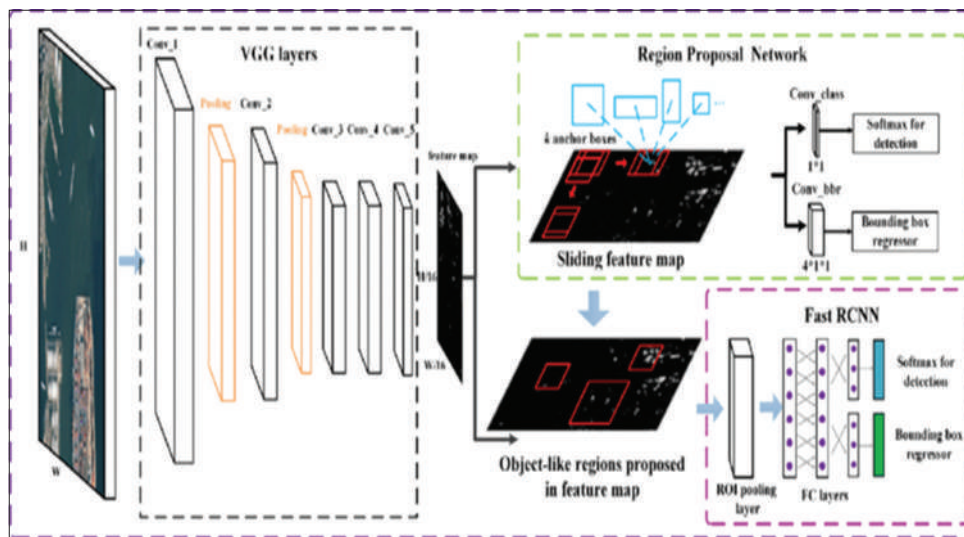 VGG layers
Conv_1
Pooling
Conv_2
Pooling
Conv_3
Conv_4
Conv_5
H
W
feature map
H/16
W/16
Region Proposal Network
k anchor boxes
...
Sliding feature map
Conv_class
1*1
Softmax for
detection
Conv_bbr
4*1*1
Bounding box
regressor
Object-like regions proposed
in feature map
Fast RCNN
ROI pooling
layer
FC layers
Softmax for
detection
Bounding box
regressor